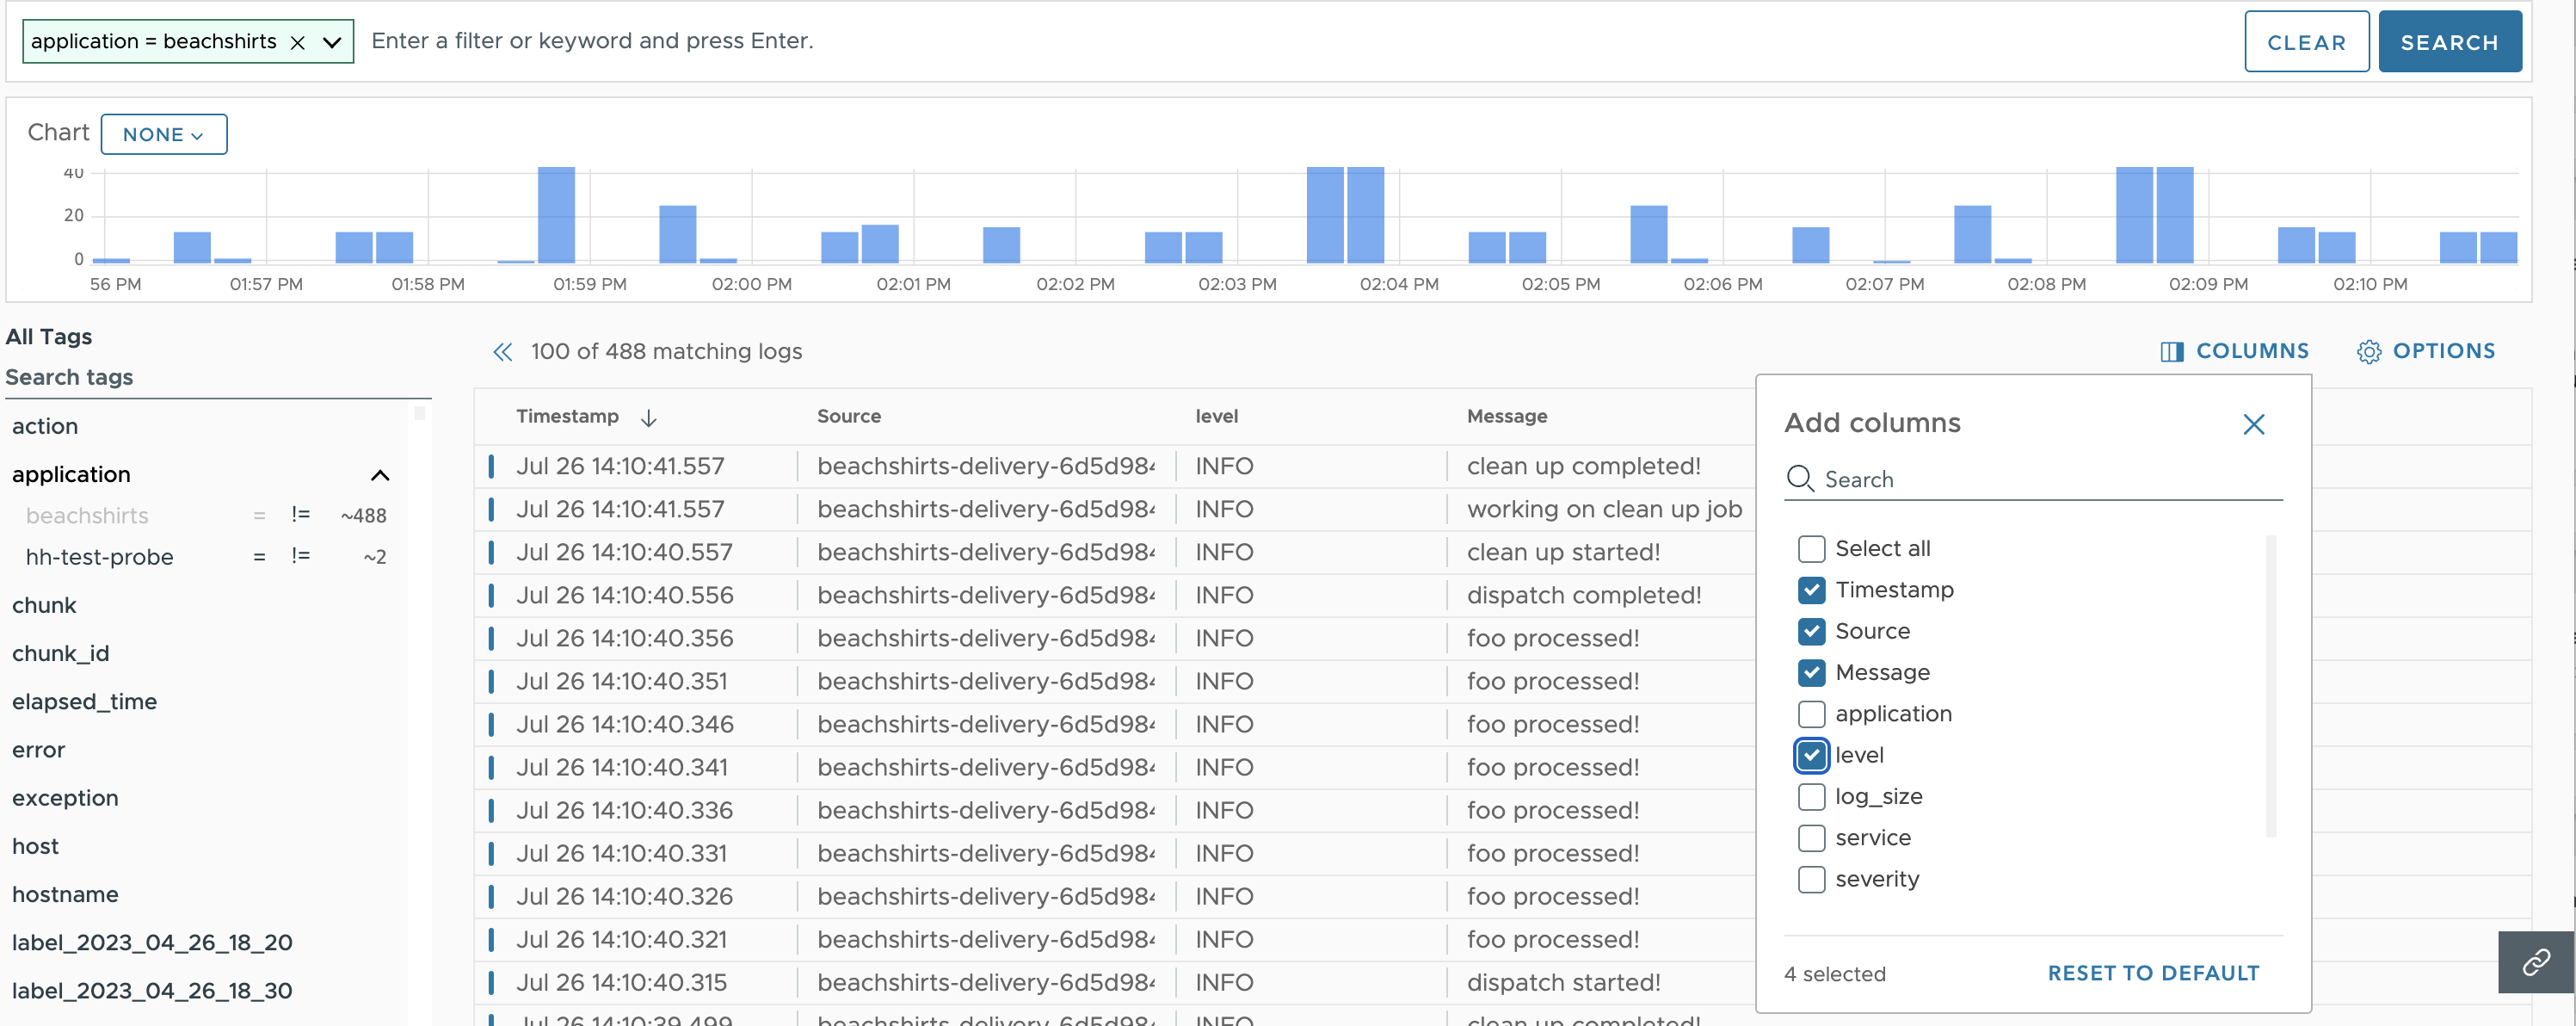 application = beachshirts Enter a filter or keyword and press Enter. CLEAR SEARCH
Chart NONE
40
20
0
56 PM 01:57 PM 01:58 PM 01:59 PM 02:00 PM 02:01 PM 02:02 PM 02:03 PM 02:04 PM 02:05 PM 02:06 PM 02:07 PM 02:08 PM 02:09 PM 02:10 PM
All Tags
Search tags
action
application
beachshirts = != ~488
hh-test-probe = != ~2
chunk
chunk_id
elapsed_time
error
exception
host
hostname
label_2023_04_26_18_20
label_2023_04_26_18_30
100 of 488 matching logs COLUMNS OPTIONS
Timestamp Source level Message
Jul 26 14:10:41.557 beachshirts-delivery-6d5d984 INFO clean up completed!
Jul 26 14:10:41.557 beachshirts-delivery-6d5d984 INFO working on clean up job
Jul 26 14:10:40.557 beachshirts-delivery-6d5d984 INFO clean up started!
Jul 26 14:10:40.556 beachshirts-delivery-6d5d984 INFO dispatch completed!
Jul 26 14:10:40.356 beachshirts-delivery-6d5d984 INFO foo processed!
Jul 26 14:10:40.351 beachshirts-delivery-6d5d984 INFO foo processed!
Jul 26 14:10:40.346 beachshirts-delivery-6d5d984 INFO foo processed!
Jul 26 14:10:40.341 beachshirts-delivery-6d5d984 INFO foo processed!
Jul 26 14:10:40.336 beachshirts-delivery-6d5d984 INFO foo processed!
Jul 26 14:10:40.331 beachshirts-delivery-6d5d984 INFO foo processed!
Jul 26 14:10:40.326 beachshirts-delivery-6d5d984 INFO foo processed!
Jul 26 14:10:40.321 beachshirts-delivery-6d5d984 INFO foo processed!
Jul 26 14:10:40.315 beachshirts-delivery-6d5d984 INFO dispatch started!
Jul 26 14:10:39.499 beachshirts-delivery-6d5d984 INFO clean up completed!
Add columns
Search
Select all
Timestamp
Source
Message
application
level
log_size
service
severity
4 selected RESET TO DEFAULT